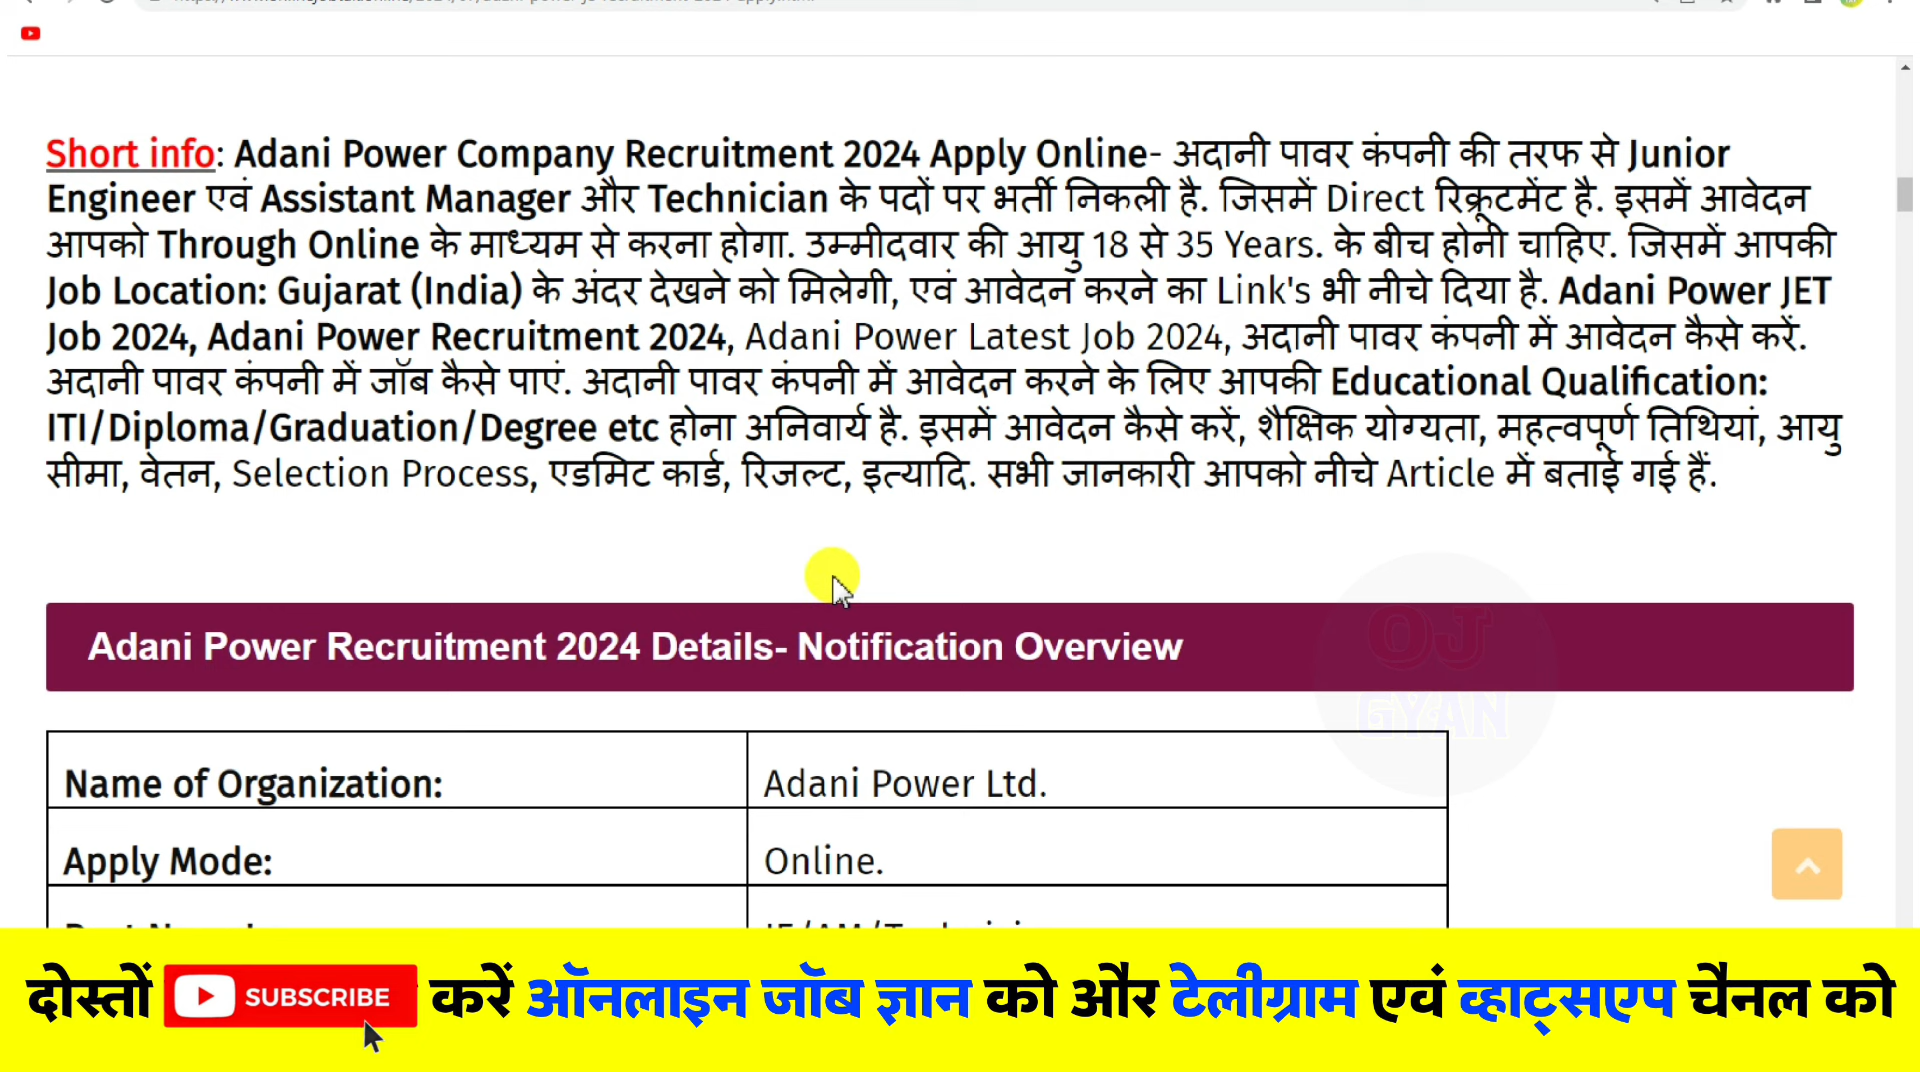 Short info: Adani Power Company Recruitment 2024 Apply Online- अदानी पावर कंपनी की तरफ से Junior
Engineer एवं Assistant Manager और Technician के पदों पर भर्ती निकली है. जिसमें Direct रिक्रूटमेंट है. इसमें आवेदन
आपको Through Online के माध्यम से करना होगा. उम्मीदवार की आयु 18 से 35 Years. के बीच होनी चाहिए. जिसमें आपकी
Job Location: Gujarat (India) के अंदर देखने को मिलेगी, एवं आवेदन करने का Link's भी नीचे दिया है. Adani Power JET
Job 2024, Adani Power Recruitment 2024, Adani Power Latest Job 2024, अदानी पावर कंपनी में आवेदन कैसे करें.
अदानी पावर कंपनी में जॉब कैसे पाएं. अदानी पावर कंपनी में आवेदन करने के लिए आपकी Educational Qualification:
ITI/Diploma/Graduation/Degree etc होना अनिवार्य है. इसमें आवेदन कैसे करें, शैक्षिक योग्यता, महत्वपूर्ण तिथियां, आयु
सीमा, वेतन, Selection Process, एडमिट कार्ड, रिजल्ट, इत्यादि. सभी जानकारी आपको नीचे Article में बताई गई हैं.
Adani Power Recruitment 2024 Details- Notification Overview
OJ
GYAN
Name of Organization: Adani Power Ltd.
Apply Mode: Online.
दोस्तों SUBSCRIBE करें ऑनलाइन जॉब ज्ञान को और टेलीग्राम एवं व्हाट्सएप चैनल को